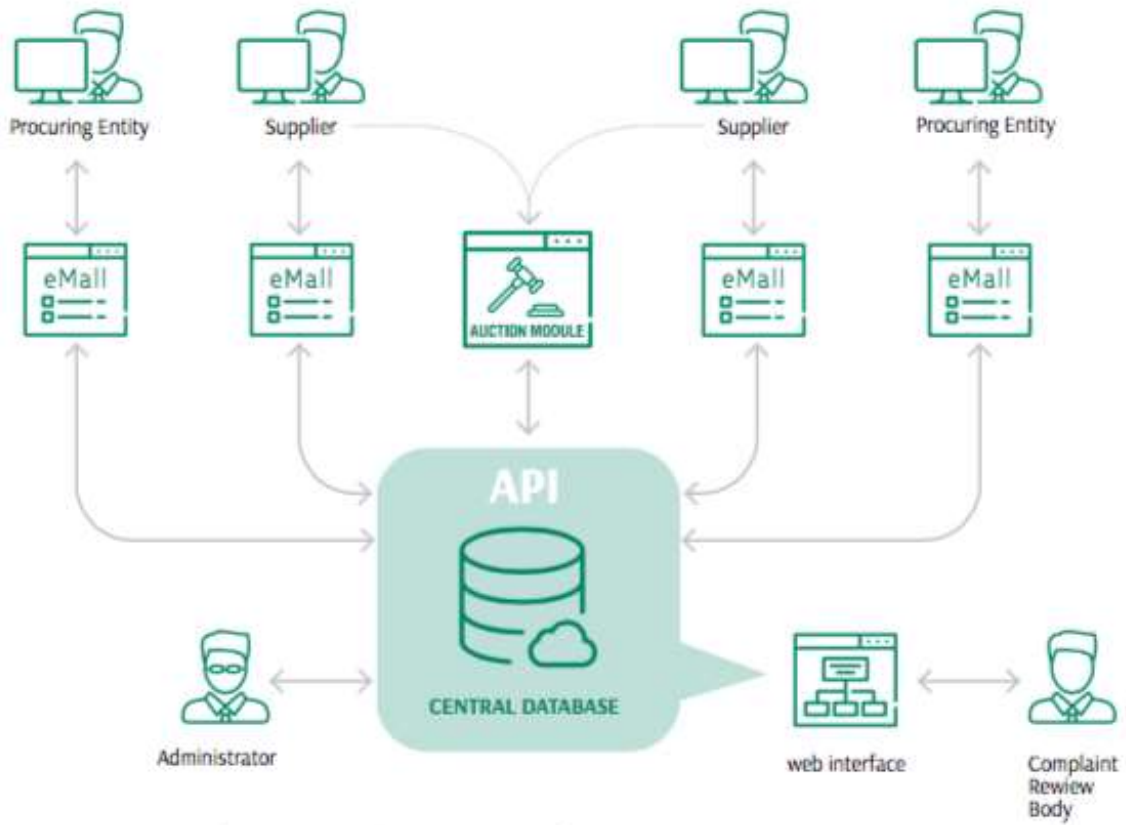 Procuring Entity
Supplier
Supplier
Procuring Entity
eMall
eMall
AUCTION MODULE
eMall
eMall
API
CENTRAL DATABASE
Administrator
web interface
Complaint
Rewiew
Body